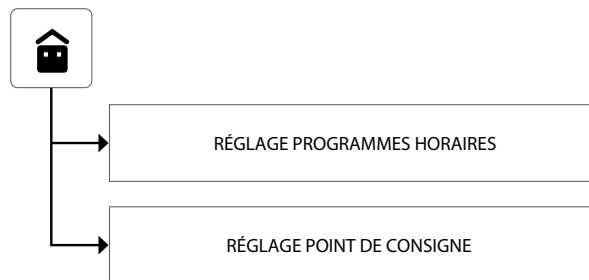 RÉGLAGE PROGRAMMES HORAIRES
RÉGLAGE POINT DE CONSIGNE